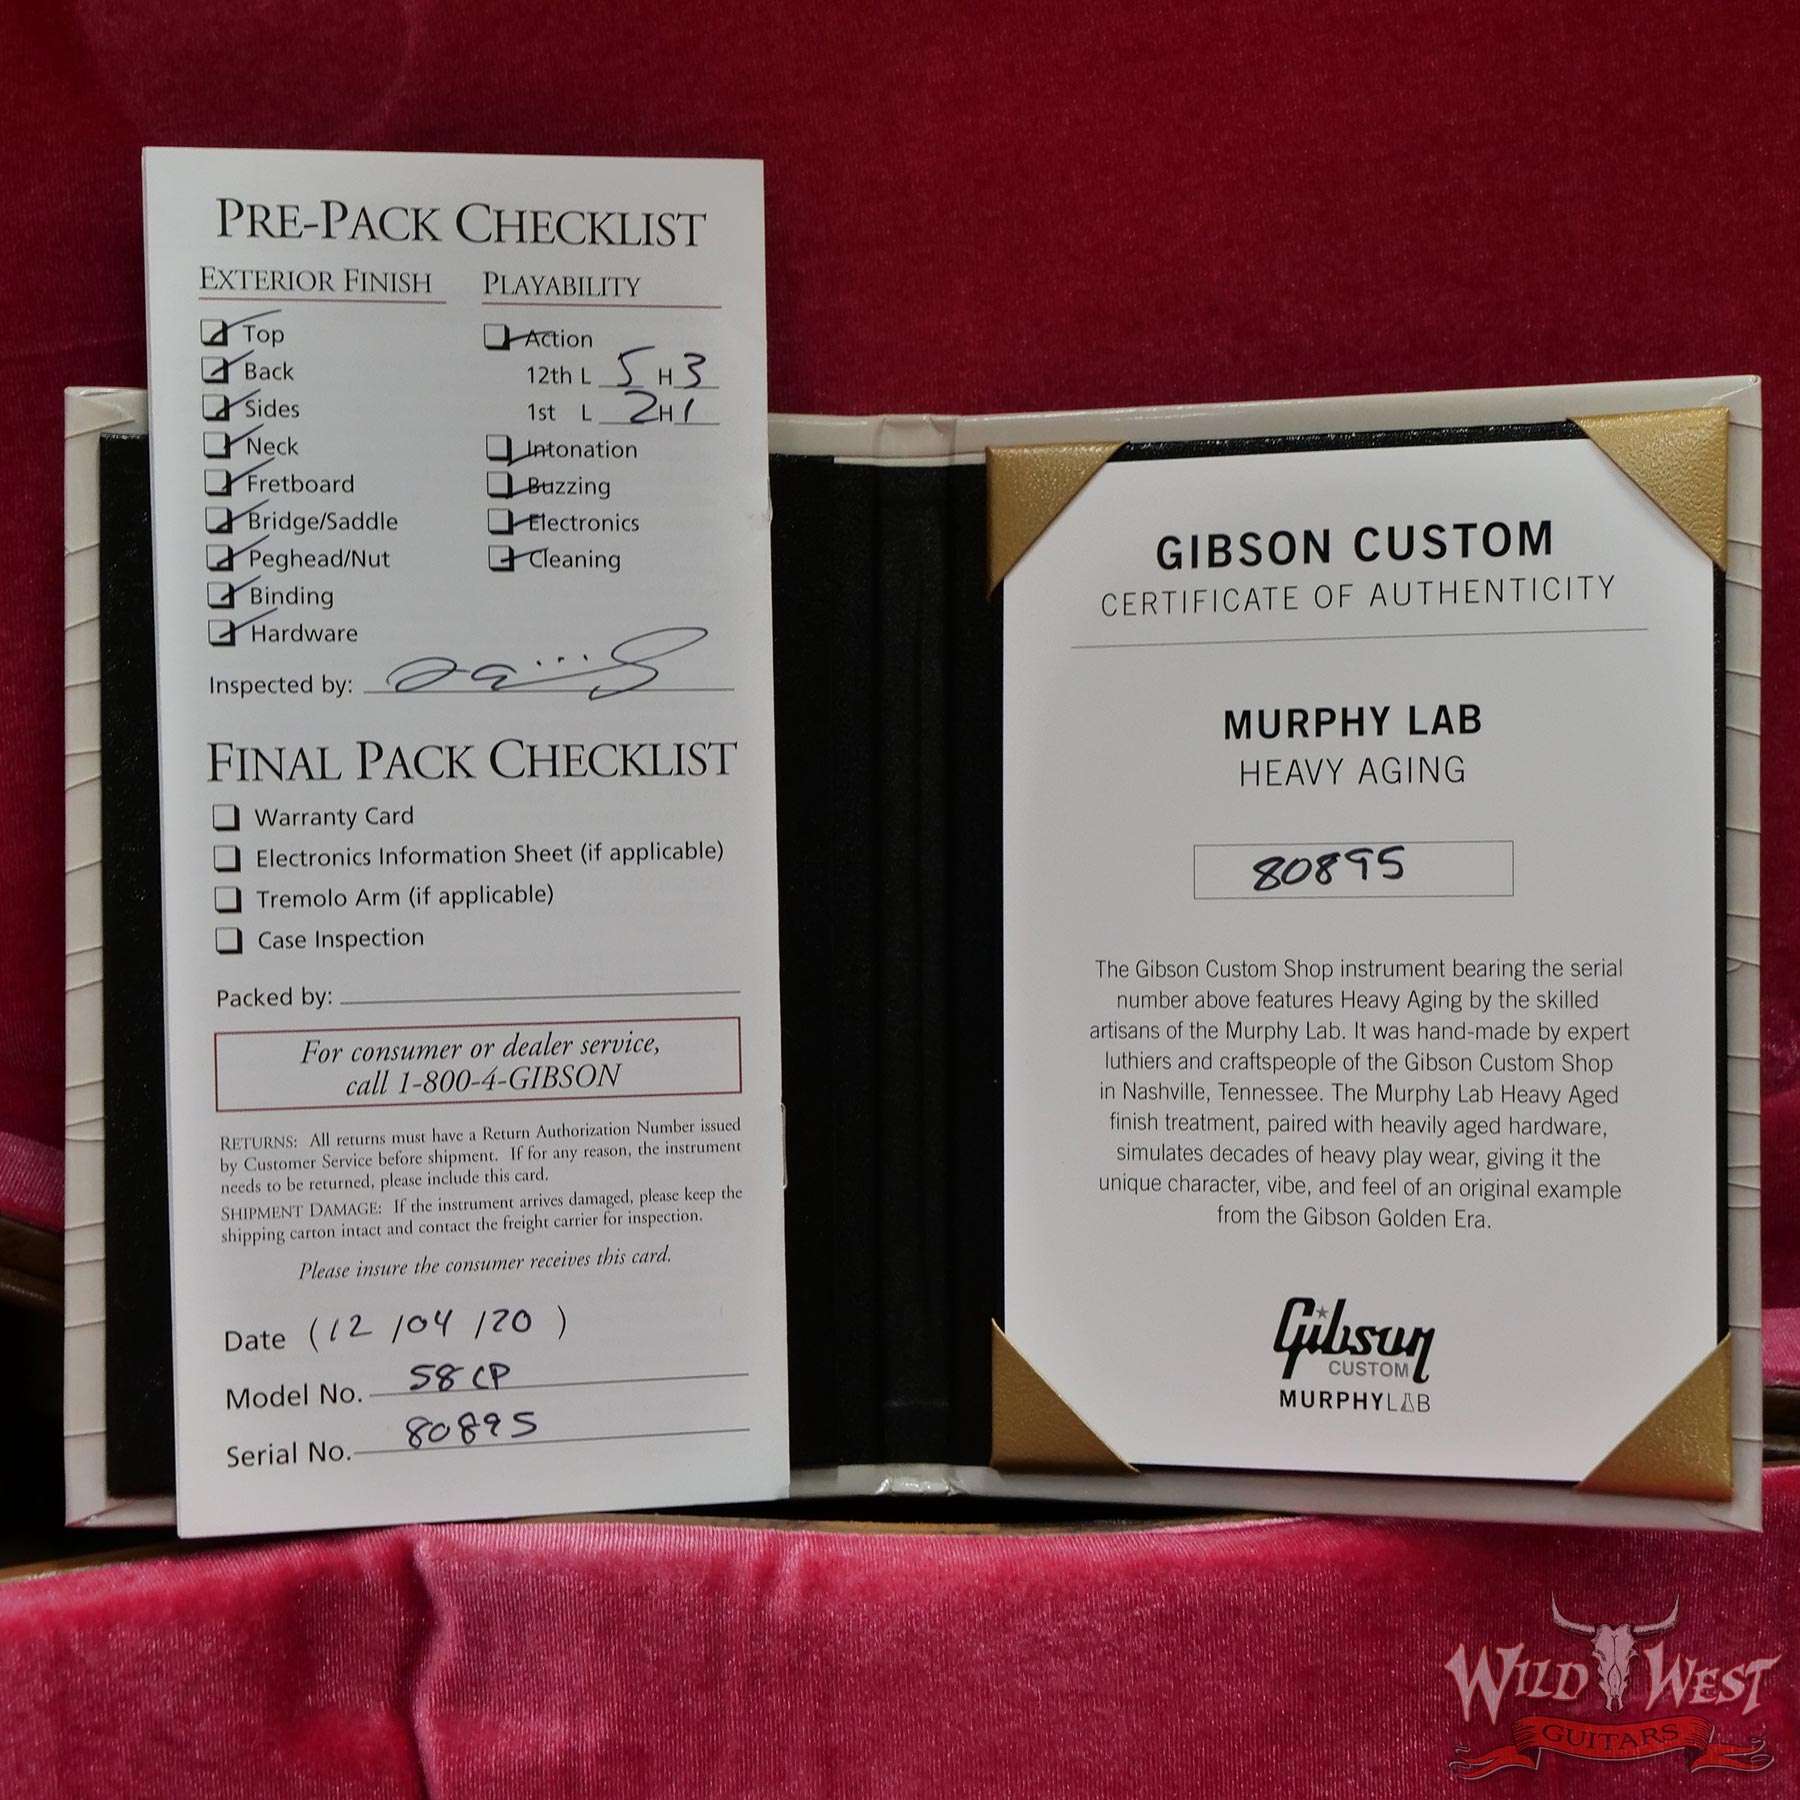 PRE-PACK CHECKLIST
EXTERIOR FINISH
Top
Back
Sides
Neck
Fretboard
Bridge/Saddle
Peghead/Nut
Binding
Hardware
PLAYABILITY
Action
12th L 5 H 3
1st L 2 H 1
Intonation
Buzzing
Electronics
Cleaning
Inspected by:
FINAL PACK CHECKLIST
Warranty Card
Electronics Information Sheet (if applicable)
Tremolo Arm (if applicable)
Case Inspection
Packed by:
For consumer or dealer service,
call 1-800-4-GIBSON
RETURNS: All returns must have a Return Authorization Number issued
by Customer Service before shipment. If for any reason, the instrument
needs to be returned, please include this card.
SHIPMENT DAMAGE: If the instrument arrives damaged, please keep the
shipping carton intact and contact the freight carrier for inspection.
Please insure the consumer receives this card.
Date (12/04/20)
Model No. 58CP
Serial No. 80895
GIBSON CUSTOM
CERTIFICATE OF AUTHENTICITY
MURPHY LAB
HEAVY AGING
80895
The Gibson Custom Shop instrument bearing the serial
number above features Heavy Aging by the skilled
artisans of the Murphy Lab. It was hand-made by expert
luthiers and craftspeople of the Gibson Custom Shop
in Nashville, Tennessee. The Murphy Lab Heavy Aged
finish treatment, paired with heavily aged hardware,
simulates decades of heavy play wear, giving it the
unique character, vibe, and feel of an original example
from the Gibson Golden Era.
Gibson
CUSTOM
MURPHYLAB
WILD WEST
GUITARS